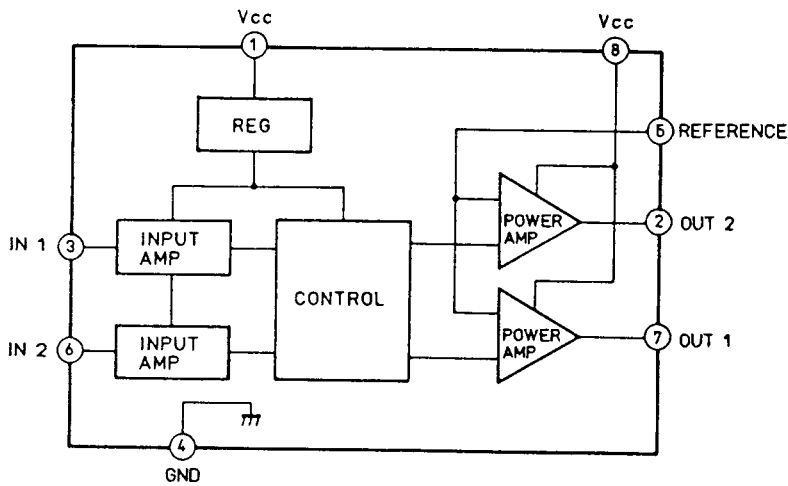 Vcc
Vcc
1
8
REG
5 REFERENCE
IN 1 3
INPUT
AMP
POWER
AMP
2 OUT 2
CONTROL
IN 2 6
INPUT
AMP
POWER
AMP
7 OUT 1
4
GND